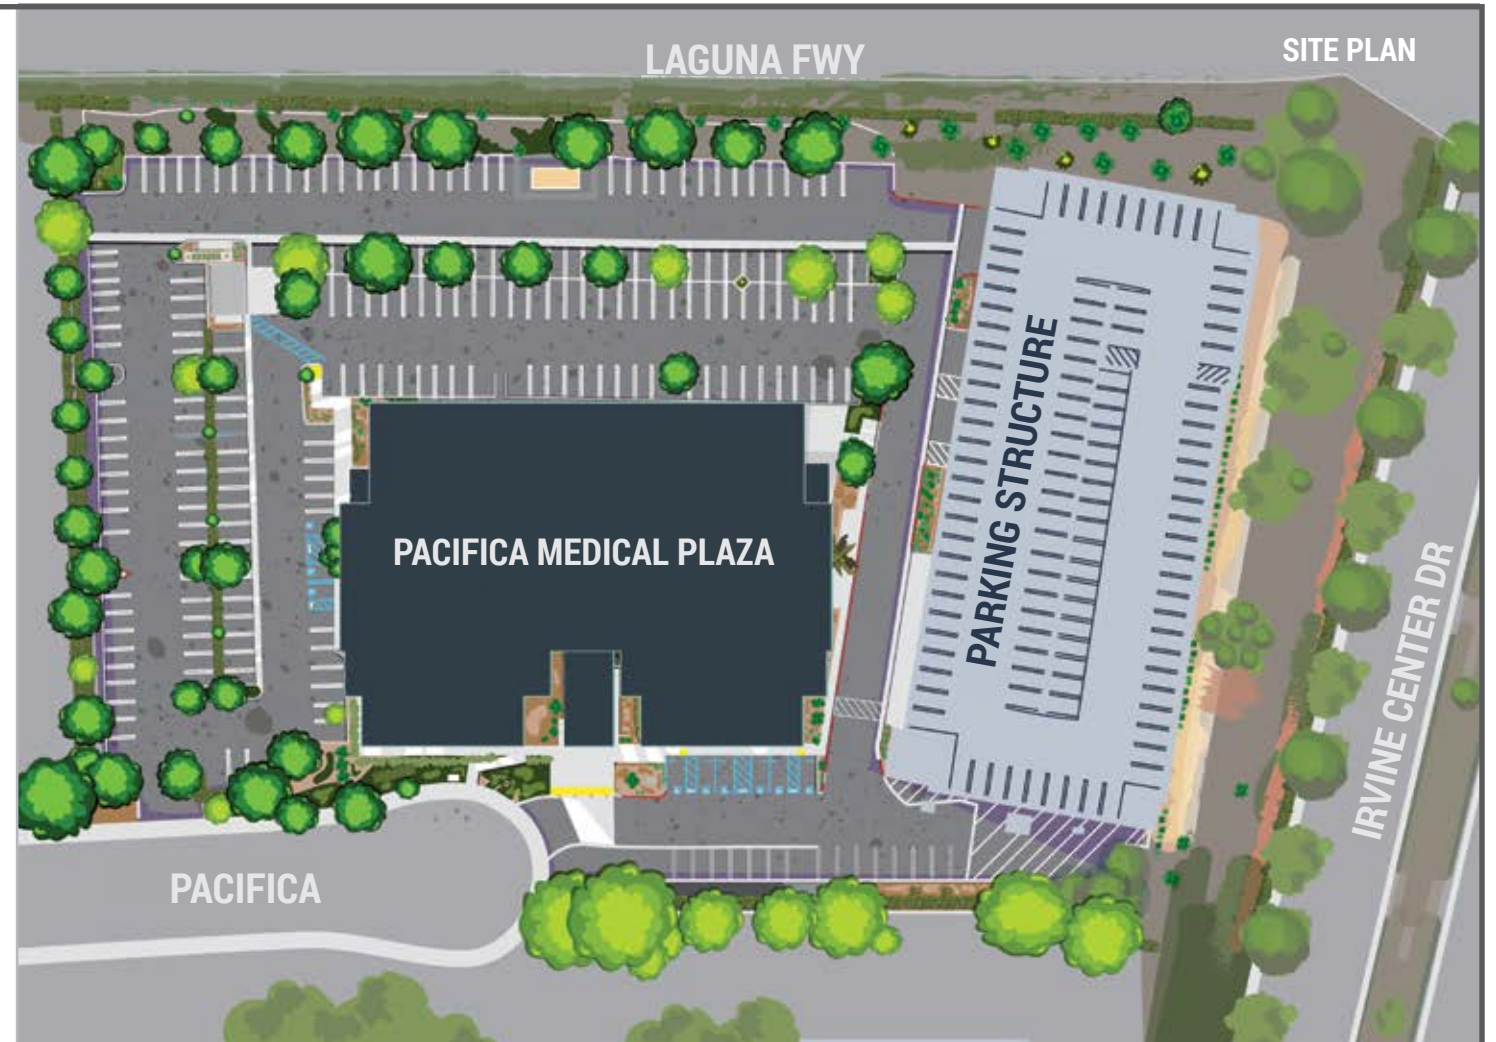 LAGUNA FWY
SITE PLAN
PARKING STRUCTURE
PACIFICA MEDICAL PLAZA
IRVINE CENTER DR
PACIFICA